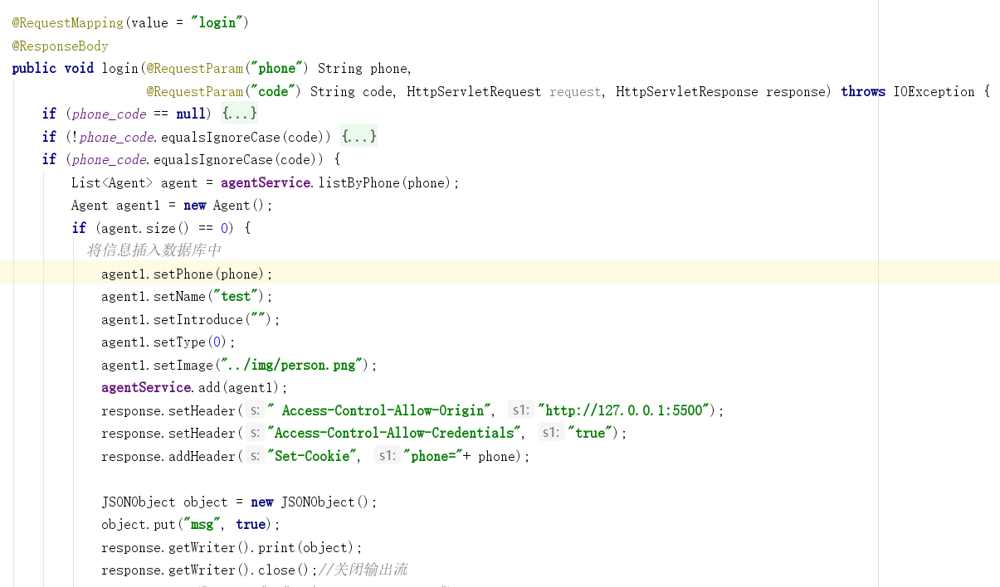 @RequestMapping(value = "login")
@ResponseBody
public void login(@RequestParam("phone") String phone,
@RequestParam("code") String code, HttpServletRequest request, HttpServletResponse response) throws IOException {
if (phone_code == null) {...}
if (!phone_code.equalsIgnoreCase(code)) {...}
if (phone_code.equalsIgnoreCase(code)) {
List<Agent> agent = agentService.listByPhone(phone);
Agent agent1 = new Agent();
if (agent.size() == 0) {
将信息插入数据库中
agent1.setPhone(phone);
agent1.setName("test");
agent1.setIntroduce("");
agent1.setType(0);
agent1.setImage("../img/person.png");
agentService.add(agent1);
response.setHeader( s: " Access-Control-Allow-Origin", s1: "http://127.0.0.1:5500");
response.setHeader( s: "Access-Control-Allow-Credentials", s1: "true");
response.addHeader( s: "Set-Cookie", s1: "phone="+ phone);
JSONObject object = new JSONObject();
object.put("msg", true);
response.getWriter().print(object);
response.getWriter().close();//关闭输出流